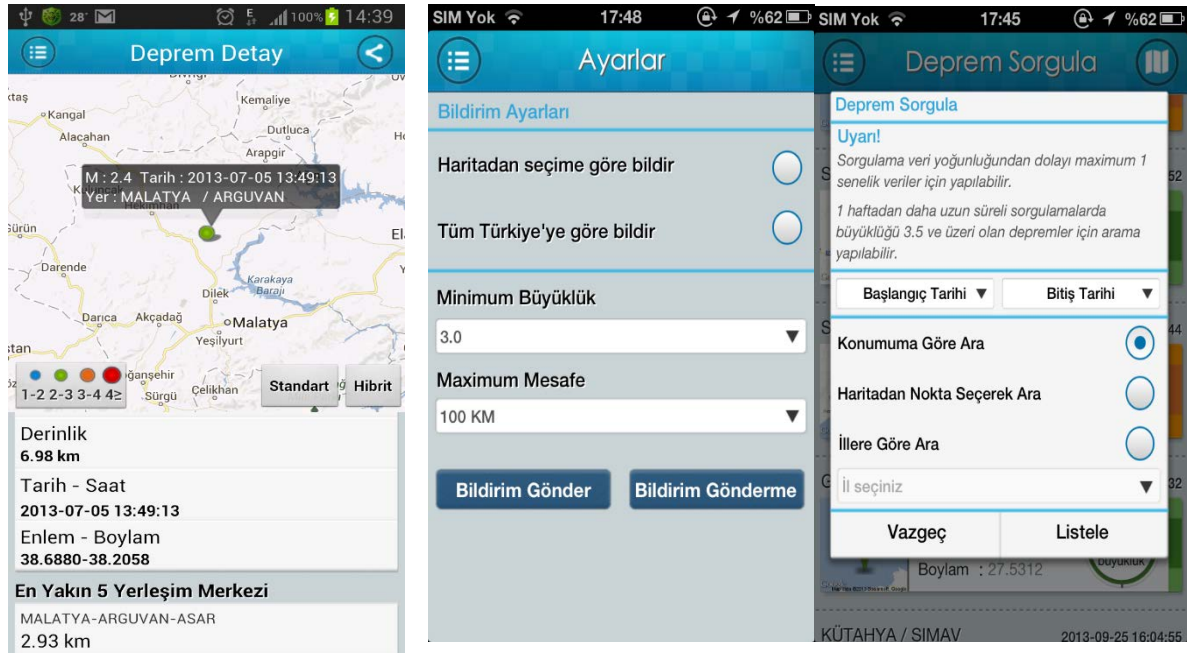 28°
100%
14:39
Deprem Detay
Kangal
Kemaliye
Alacahan
Dutluca
Arapgir
M : 2.4 Tarih : 2013-07-05 13:49:13
Yer : MALATYA / ARGUVAN
Hekimhan
Darende
Karakaya
Barajı
Dilek
Darıca
Akçadağ
Malatya
Yeşilyurt
1-2 2-3 3-4 4≥
Sürgü
Çelikhan
Standart
Hibrit
Derinlik
6.98 km
Tarih - Saat
2013-07-05 13:49:13
Enlem - Boylam
38.6880-38.2058
En Yakın 5 Yerleşim Merkezi
MALATYA-ARGUVAN-ASAR
2.93 km
SIM Yok
17:48
%62
Ayarlar
Bildirim Ayarları
Haritadan seçime göre bildir
Tüm Türkiye'ye göre bildir
Minimum Büyüklük
3.0
Maximum Mesafe
100 KM
Bildirim Gönder
Bildirim Gönderme
SIM Yok
17:45
%62
Deprem Sorgula
Deprem Sorgula
Uyarı!
Sorgulama veri yoğunluğundan dolayı maximum 1
senelik veriler için yapılabilir.
1 haftadan daha uzun süreli sorgulamalarda
büyüklüğü 3.5 ve üzeri olan depremler için arama
yapılabilir.
Başlangıç Tarihi
Bitiş Tarihi
Konumuma Göre Ara
Haritadan Nokta Seçerek Ara
İllere Göre Ara
İl seçiniz
Vazgeç
Listele
Boylam : 27.5312
büyüklük
KÜTAHYA / SIMAV
2013-09-25 16:04:55